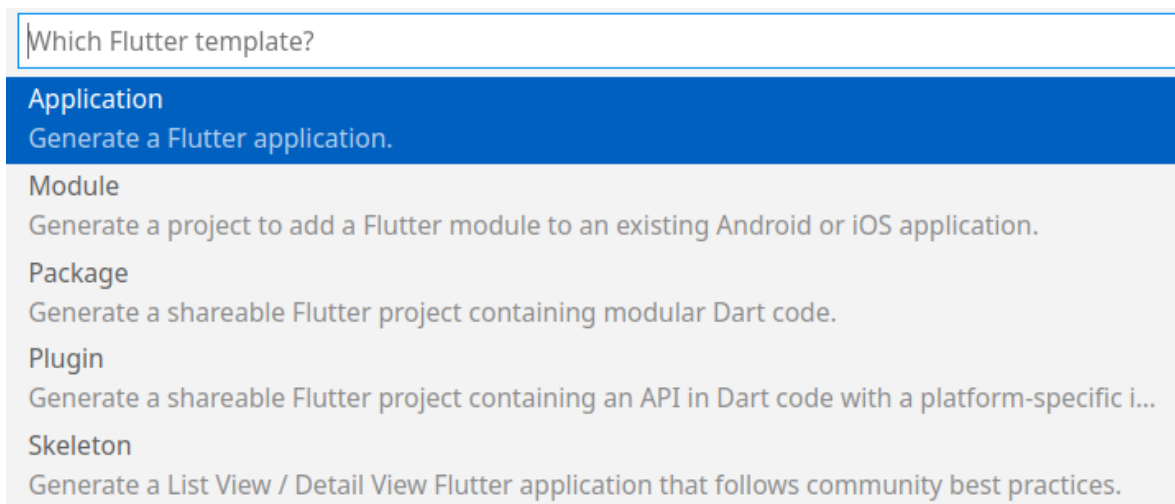 Which Flutter template?
Application
Generate a Flutter application.
Module
Generate a project to add a Flutter module to an existing Android or iOS application.
Package
Generate a shareable Flutter project containing modular Dart code.
Plugin
Generate a shareable Flutter project containing an API in Dart code with a platform-specific i...
Skeleton
Generate a List View / Detail View Flutter application that follows community best practices.